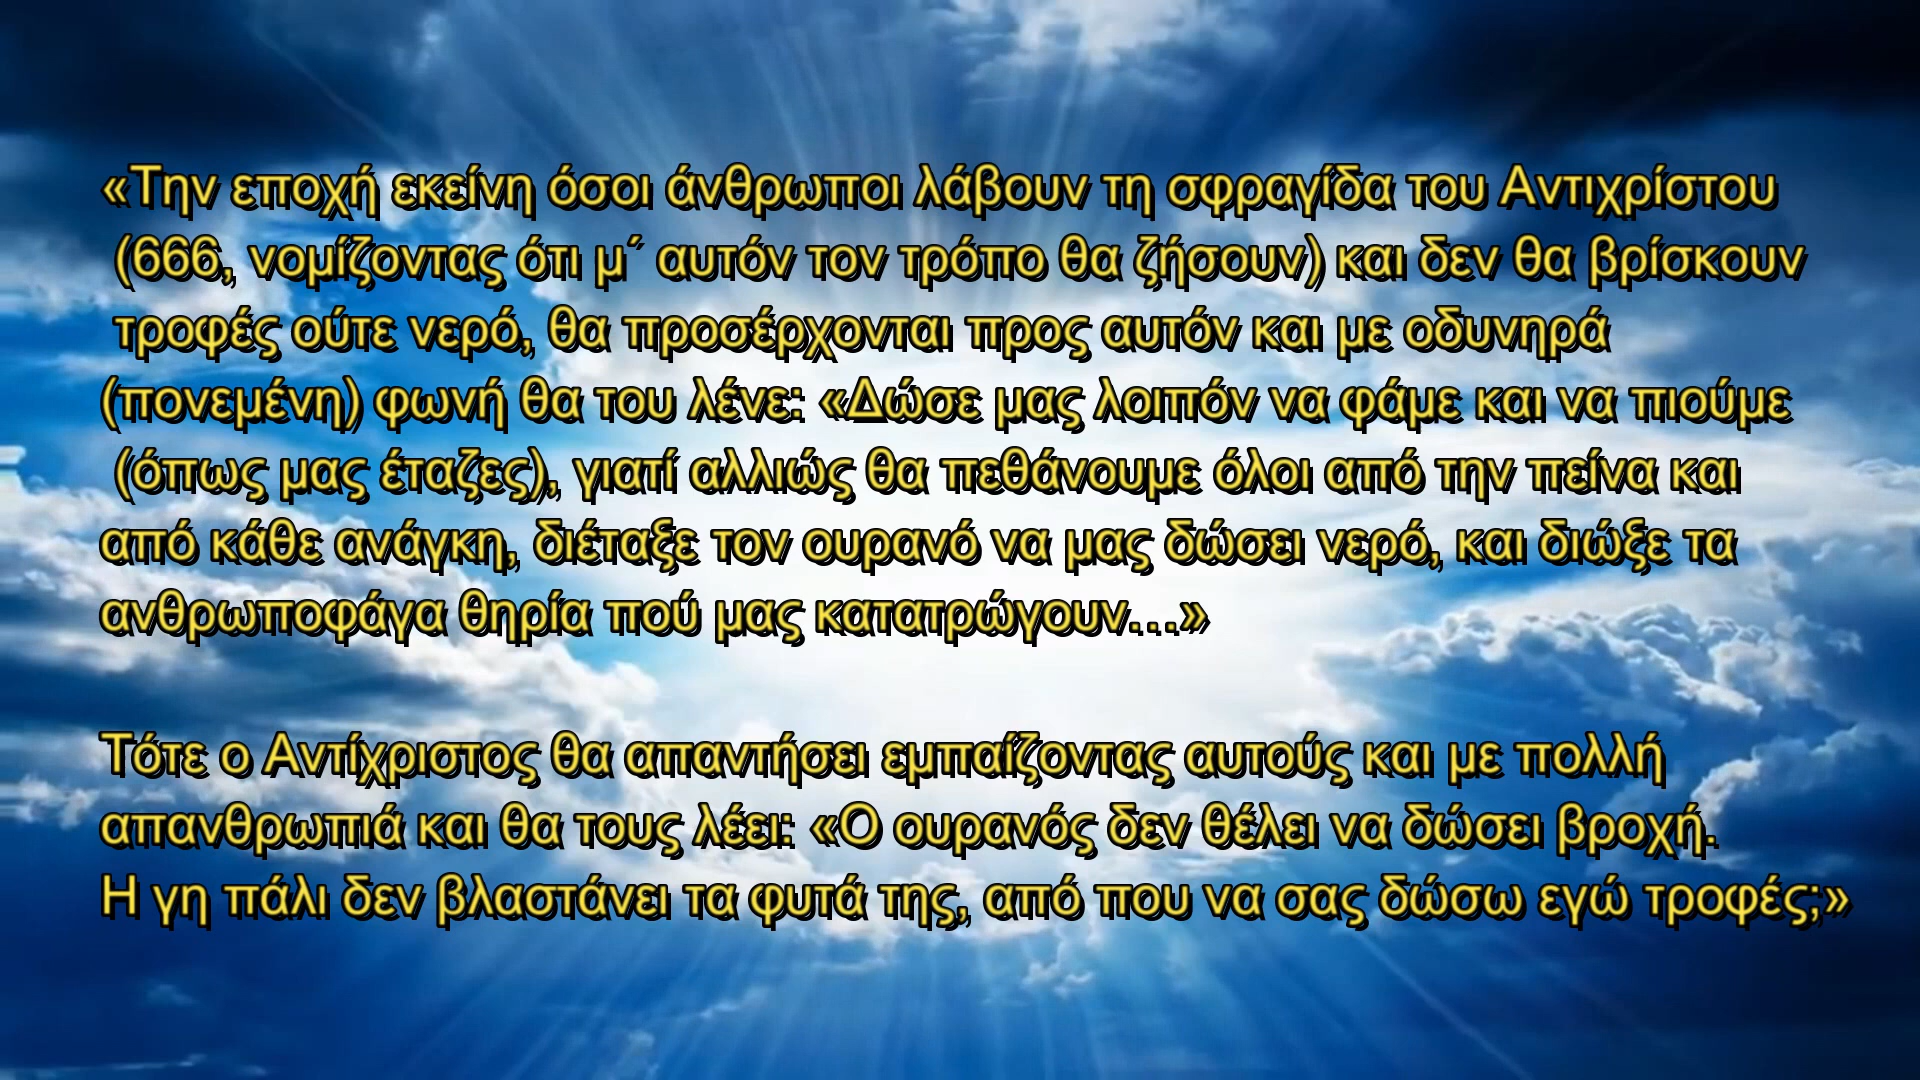 «Την εποχή εκείνη όσοι άνθρωποι λάβουν τη σφραγίδα του Αντιχρίστου
(666, νομίζοντας ότι μ΄ αυτόν τον τρόπο θα ζήσουν) και δεν θα βρίσκουν
τροφές ούτε νερό, θα προσέρχονται προς αυτόν και με οδυνηρά
(πονεμένη) φωνή θα του λένε: «Δώσε μας λοιπόν να φάμε και να πιούμε
(όπως μας έταζες), γιατί αλλιώς θα πεθάνουμε όλοι από την πείνα και
από κάθε ανάγκη, διέταξε τον ουρανό να μας δώσει νερό, και διώξε τα
ανθρωποφάγα θηρία πού μας κατατρώγουν…»
Τότε ο Αντίχριστος θα απαντήσει εμπαίζοντας αυτούς και με πολλή
απανθρωπιά και θα τους λέει: «Ο ουρανός δεν θέλει να δώσει βροχή.
Η γη πάλι δεν βλαστάνει τα φυτά της, από που να σας δώσω εγώ τροφές;»